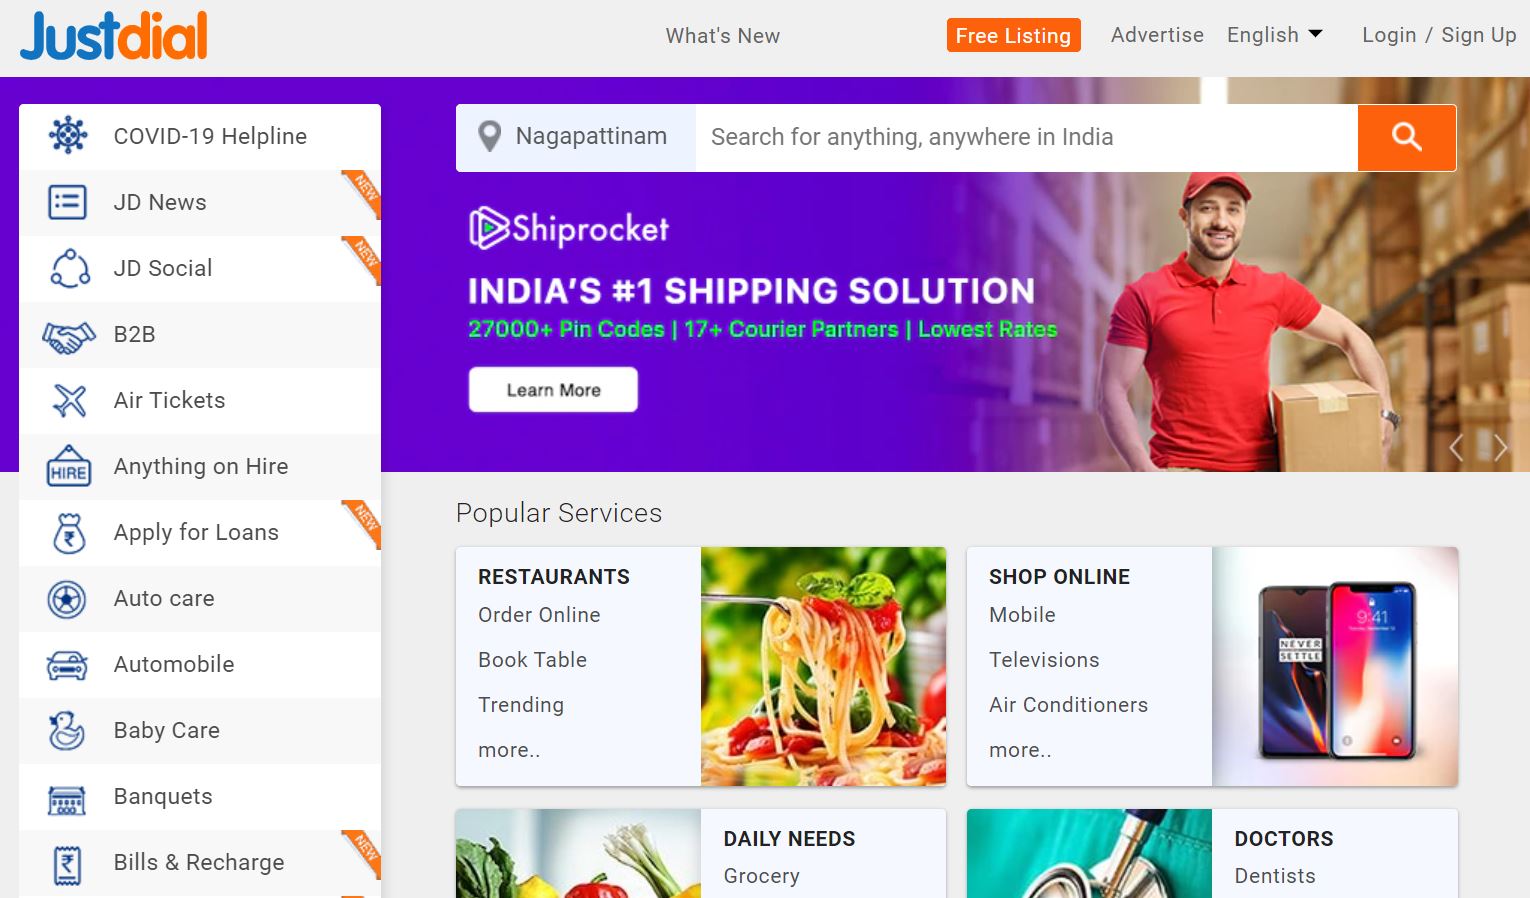 Justdial
What's New
Free Listing
Advertise
English
Login / Sign Up
COVID-19 Helpline
JD News
NEW
JD Social
NEW
B2B
Air Tickets
HIRE
Anything on Hire
Apply for Loans
NEW
Auto care
Automobile
Baby Care
Banquets
Bills & Recharge
NEW
Nagapattinam
Search for anything, anywhere in India
Shiprocket
INDIA'S #1 SHIPPING SOLUTION
27000+ Pin Codes | 17+ Courier Partners | Lowest Rates
Learn More
Popular Services
RESTAURANTS
Order Online
Book Table
Trending
more..
SHOP ONLINE
Mobile
Televisions
Air Conditioners
more..
NEVER
SETTLE
9:41
DAILY NEEDS
Grocery
DOCTORS
Dentists